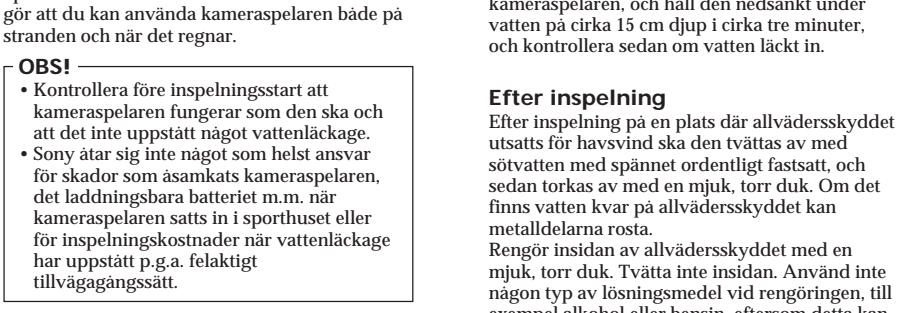 gör att du kan använda kameraspelaren både på
stranden och när det regnar.
OBS!
• Kontrollera före inspelningsstart att
kameraspelaren fungerar som den ska och
att det inte uppstått något vattenläckage.
• Sony åtar sig inte något som helst ansvar
för skador som åsamkats kameraspelaren,
det laddningsbara batteriet m.m. när
kameraspelaren satts in i sporthuset eller
för inspelningskostnader när vattenläckage
har uppstått p.g.a. felaktigt
tillvägagångssätt.
kameraspelaren, och håll den nedsänkt under
vatten på cirka 15 cm djup i cirka tre minuter,
och kontrollera sedan om vatten läckt in.
Efter inspelning
Efter inspelning på en plats där allvädersskyddet
utsatts för havsvind ska den tvättas av med
sötvatten med spännet ordentligt fastsatt, och
sedan torkas av med en mjuk, torr duk. Om det
finns vatten kvar på allvädersskyddet kan
metalldelarna rosta.
Rengör insidan av allvädersskyddet med en
mjuk, torr duk. Tvätta inte insidan. Använd inte
någon typ av lösningsmedel vid rengöringen, till
exempel alkohol eller bensin, eftersom detta kan